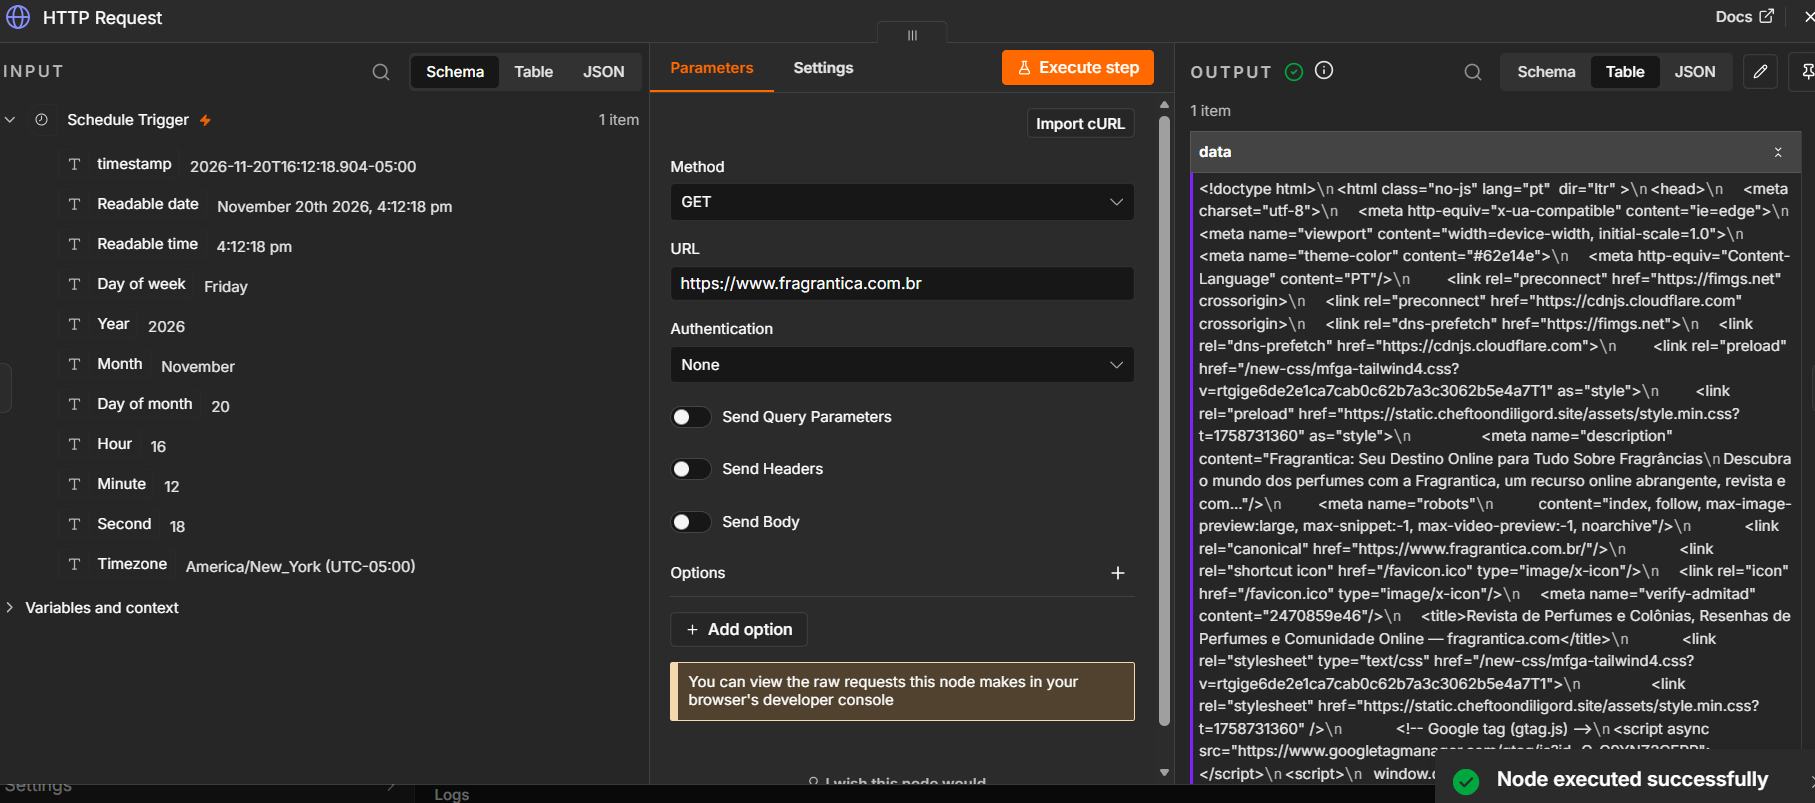 HTTP Request
Docs
INPUT
Schema
Table
JSON
Schedule Trigger
1 item
T timestamp 2026-11-20T16:12:18.904-05:00
T Readable date November 20th 2026, 4:12:18 pm
T Readable time 4:12:18 pm
T Day of week Friday
T Year 2026
T Month November
T Day of month 20
T Hour 16
T Minute 12
T Second 18
T Timezone America/New_York (UTC-05:00)
Variables and context
Parameters
Settings
Execute step
Import cURL
Method
GET
URL
https://www.fragrantica.com.br
Authentication
None
Send Query Parameters
Send Headers
Send Body
Options
Add option
You can view the raw requests this node makes in your
browser's developer console
I wish this node would
OUTPUT
Schema
Table
JSON
1 item
data
<!doctype html>\n<html class="no-js" lang="pt" dir="ltr" >\n<head>\n <meta
charset="utf-8">\n <meta http-equiv="x-ua-compatible" content="ie=edge">\n
<meta name="viewport" content="width=device-width, initial-scale=1.0">\n
<meta name="theme-color" content="#62e14e">\n <meta http-equiv="Content-
Language" content="PT"/>\n <link rel="preconnect" href="https://fimgs.net"
crossorigin>\n <link rel="preconnect" href="https://cdnjs.cloudflare.com"
crossorigin>\n <link rel="dns-prefetch" href="https://fimgs.net">\n <link
rel="dns-prefetch" href="https://cdnjs.cloudflare.com">\n <link rel="preload"
href="/new-css/mfga-tailwind4.css?
v=rtgige6de2e1ca7cab0c62b7a3c3062b5e4a7T1" as="style">\n <link
rel="preload" href="https://static.cheftoondiligord.site/assets/style.min.css?
t=1758731360" as="style">\n <meta name="description"
content="Fragrantica: Seu Destino Online para Tudo Sobre Fragrâncias\nDescubra
o mundo dos perfumes com a Fragrantica, um recurso online abrangente, revista e
com..."/>\n <meta name="robots"\n content="index, follow, max-image-
preview:large, max-snippet:-1, max-video-preview:-1, noarchive"/>\n <link
rel="canonical" href="https://www.fragrantica.com.br/"/>\n <link
rel="shortcut icon" href="/favicon.ico" type="image/x-icon"/>\n <link rel="icon"
href="/favicon.ico" type="image/x-icon"/>\n <meta name="verify-admitad"
content="2470859e46"/>\n <title>Revista de Perfumes e Colônias, Resenhas de
Perfumes e Comunidade Online — fragrantica.com</title>\n <link
rel="stylesheet" type="text/css" href="/new-css/mfga-tailwind4.css?
v=rtgige6de2e1ca7cab0c62b7a3c3062b5e4a7T1">\n <link
rel="stylesheet" href="https://static.cheftoondiligord.site/assets/style.min.css?
t=1758731360" />\n <!-- Google tag (gtag.js) -->\n<script async
</script>\n<script>\n
Node executed successfully
Settings
Logs